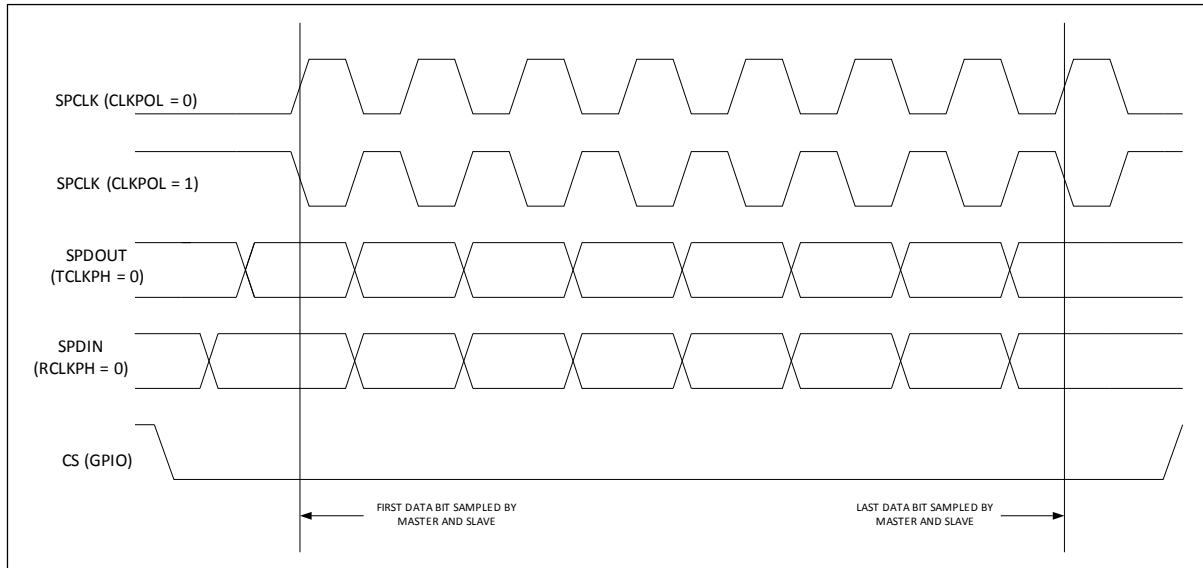 SPCLK (CLKPOL = 0)
SPCLK (CLKPOL = 1)
SPDOUT
(TCLKPH = 0)
SPDIN
(RCLKPH = 0)
CS (GPIO)
FIRST DATA BIT SAMPLED BY
MASTER AND SLAVE
LAST DATA BIT SAMPLED BY
MASTER AND SLAVE